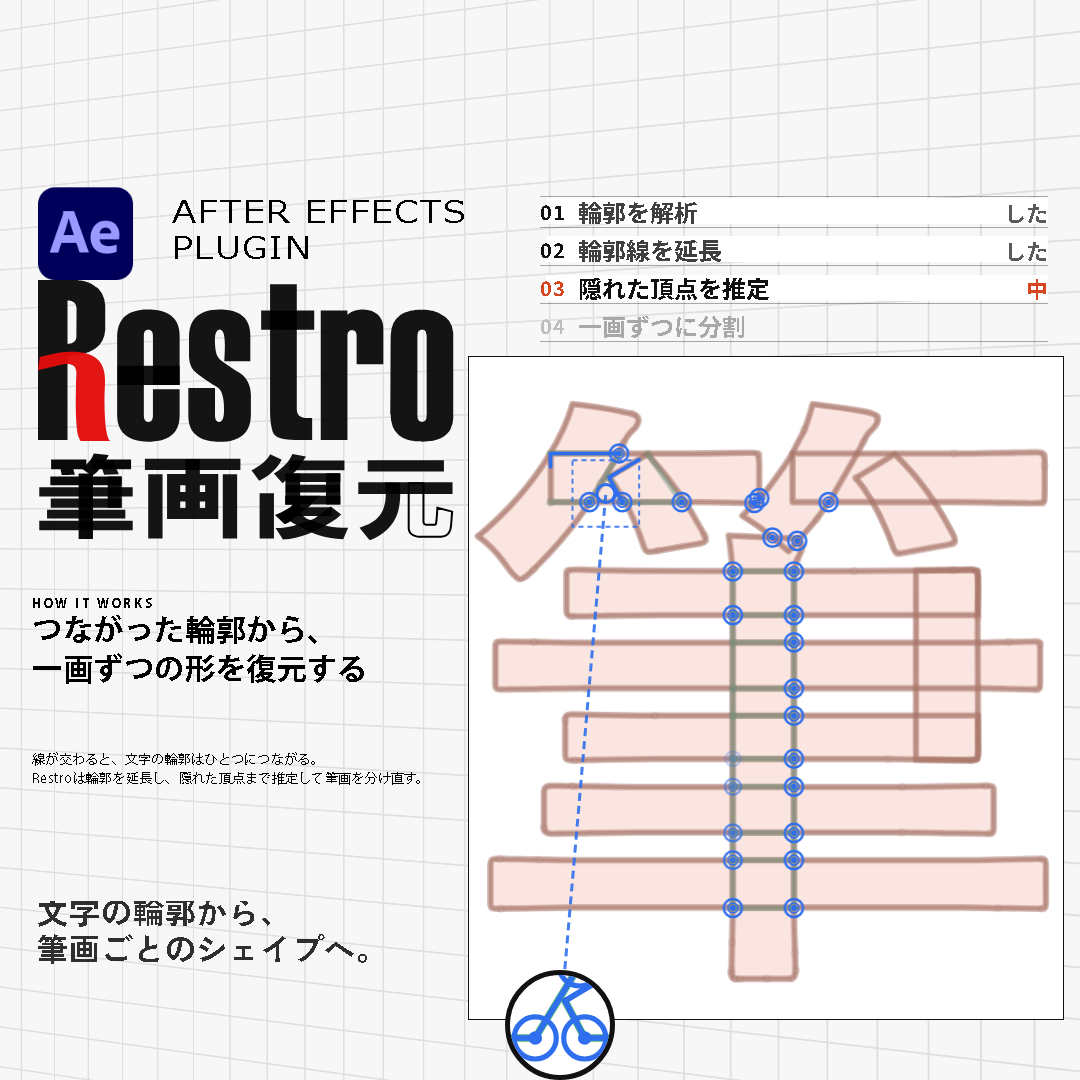 Ae
AFTER EFFECTS
PLUGIN
Restro
筆画復元
HOW IT WORKS
つながった輪郭から、
一画ずつの形を復元する
線が交わると、文字の輪郭はひとつにつながる。
Restroは輪郭を延長し、隠れた頂点まで推定して筆画を分け直す。
文字の輪郭から、
筆画ごとのシェイプへ。
01 輪郭を解析 した
02 輪郭線を延長 した
03 隠れた頂点を推定 中
04 一画ずつに分割
筆